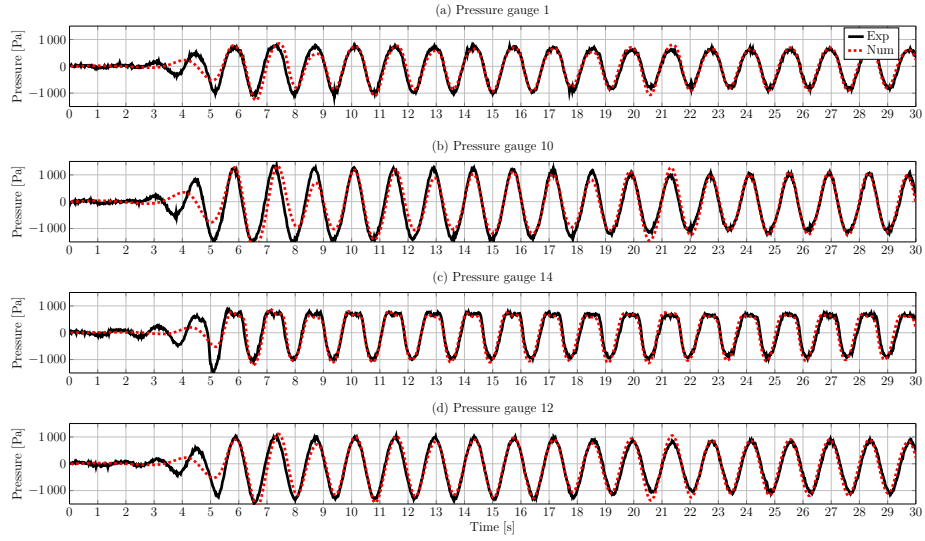 (a) Pressure gauge 1
Pressure [Pa]
1 000
0
−1 000
Exp
Num
0 1 2 3 4 5 6 7 8 9 10 11 12 13 14 15 16 17 18 19 20 21 22 23 24 25 26 27 28 29 30
(b) Pressure gauge 10
Pressure [Pa]
1 000
0
−1 000
0 1 2 3 4 5 6 7 8 9 10 11 12 13 14 15 16 17 18 19 20 21 22 23 24 25 26 27 28 29 30
(c) Pressure gauge 14
Pressure [Pa]
1 000
0
−1 000
0 1 2 3 4 5 6 7 8 9 10 11 12 13 14 15 16 17 18 19 20 21 22 23 24 25 26 27 28 29 30
(d) Pressure gauge 12
Pressure [Pa]
1 000
0
−1 000
0 1 2 3 4 5 6 7 8 9 10 11 12 13 14 15 16 17 18 19 20 21 22 23 24 25 26 27 28 29 30
Time [s]